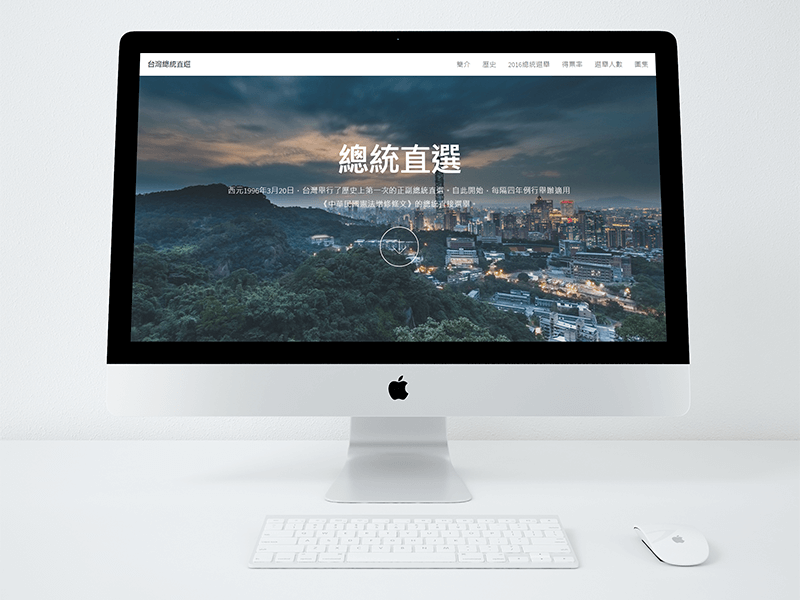 台灣總統直選
簡介 歷史 2016總統選舉 得票率 選舉人數 圖集
總統直選
西元1996年3月20日，台灣舉行了歷史上第一次的正副總統直選。自此開始，每隔四年例行舉辦適用
《中華民國憲法增修條文》的總統直接選舉。